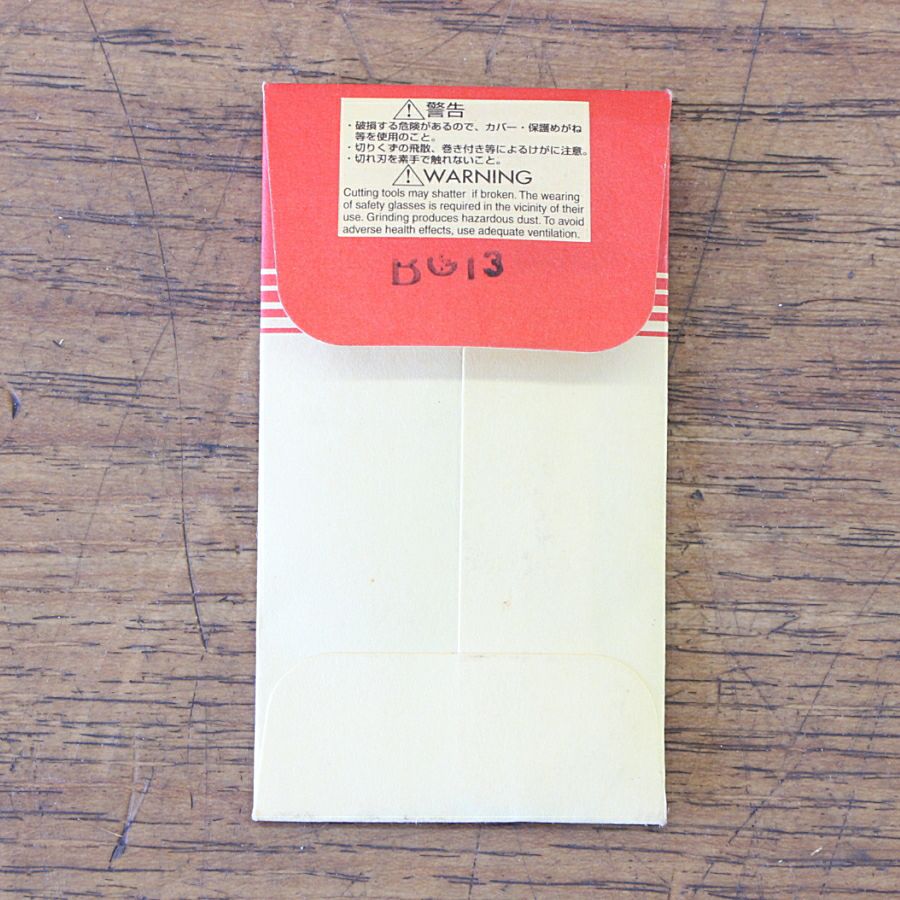 ⚠警告
・破損する危険があるので、カバー・保護めがね
等を使用のこと。
・切りくずの飛散、巻き付き等によるけがに注意。
・切れ刃を素手で触れないこと。
⚠WARNING
Cutting tools may shatter if broken. The wearing
of safety glasses is required in the vicinity of their
use. Grinding produces hazardous dust. To avoid
adverse health effects, use adequate ventilation.